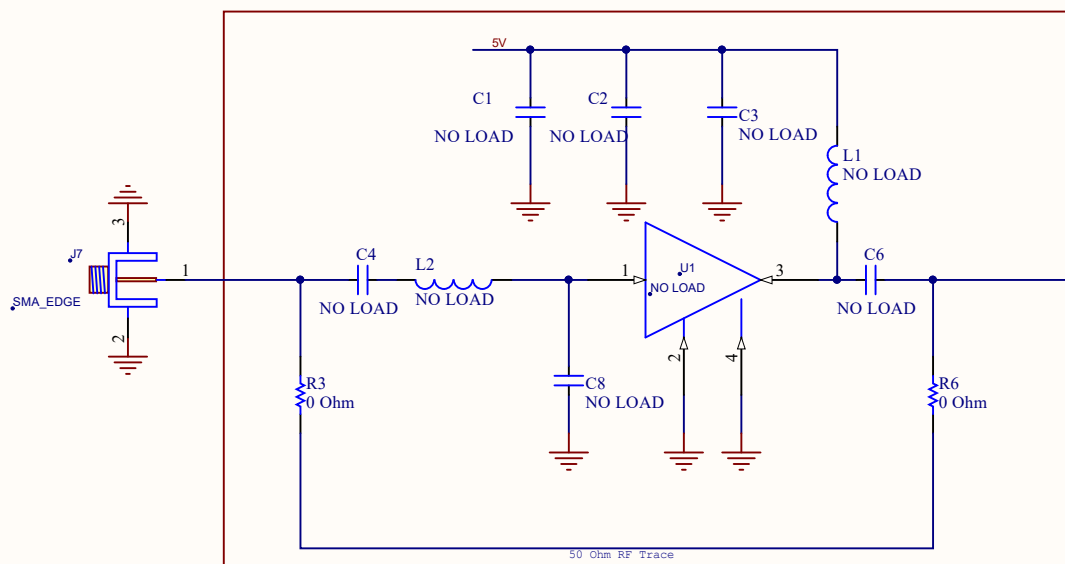 5V
C1
NO LOAD
C2
NO LOAD
C3
NO LOAD
L1
NO LOAD
3
J7
1
SMA_EDGE
2
C4
NO LOAD
L2
NO LOAD
1
U1
NO LOAD
3
C6
NO LOAD
2
4
C8
NO LOAD
R3
0 Ohm
R6
0 Ohm
50 Ohm RF Trace